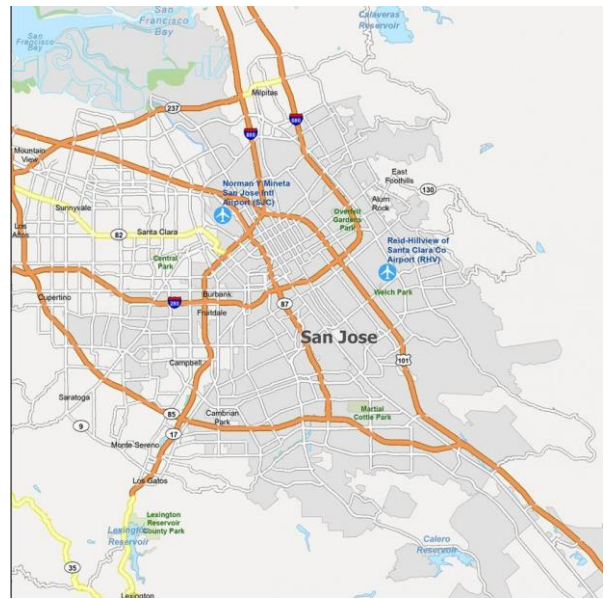 San Francisco
Bay
San
Francisco
Bay
Calaveras
Reservoir
237
Milpitas
880
680
Mountain
View
Norman Y Mineta
San Jose Intl
Airport (SJC)
East
Foothills
130
Alum
Rock
Sunnyvale
Overfelt
Gardens
Park
Los
Altos
82
Santa Clara
Reid-Hillview of
Santa Clara Co
Airport (RHV)
Central
Park
Welch Park
Cupertino
280
Burbank
Fruitdale
87
San Jose
Campbell
101
Saratoga
85
Cambrian
Park
Martial
Cottle Park
9
17
Monte Sereno
Los Gatos
Lexington
Reservoir
County Park
Lexington
Reservoir
Calero
Reservoir
35
Lexington